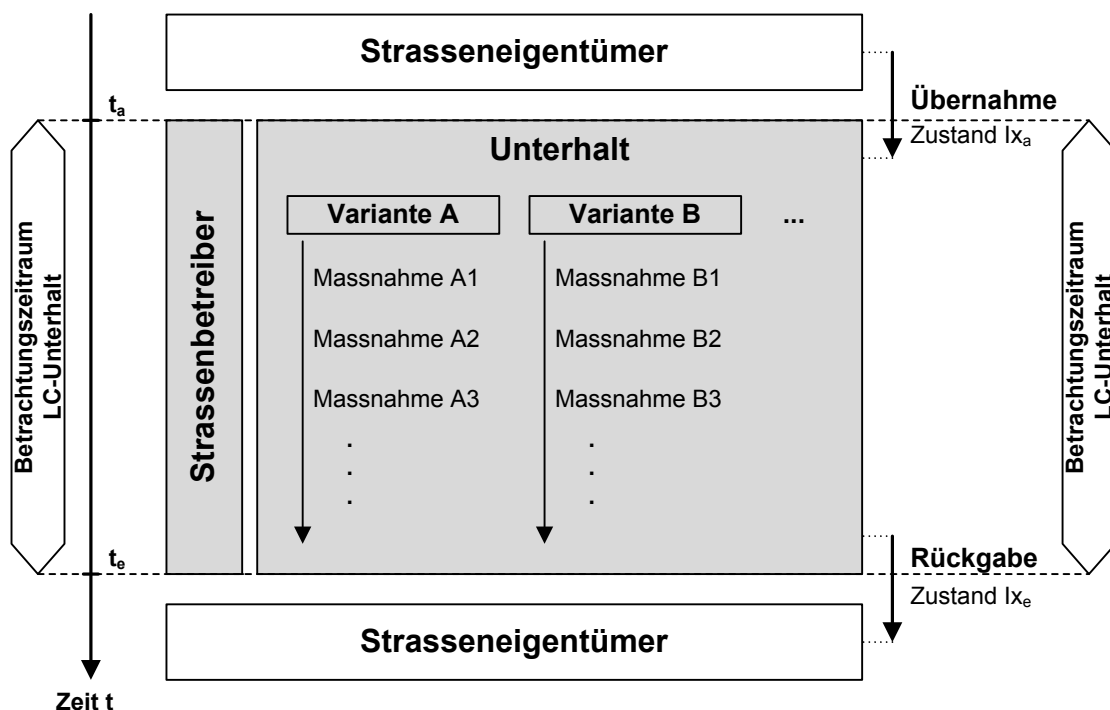 Strasseneigentümer
tₐ
Übernahme
Zustand Ixₐ
Betrachtungszeitraum
LC-Unterhalt
Strassenbetreiber
Unterhalt
Variante A
Variante B
...
Massnahme A1
Massnahme B1
Massnahme A2
Massnahme B2
Massnahme A3
Massnahme B3
.
.
.
.
.
.
Betrachtungszeitraum
LC-Unterhalt
tₑ
Rückgabe
Zustand Ixₑ
Strasseneigentümer
Zeit t